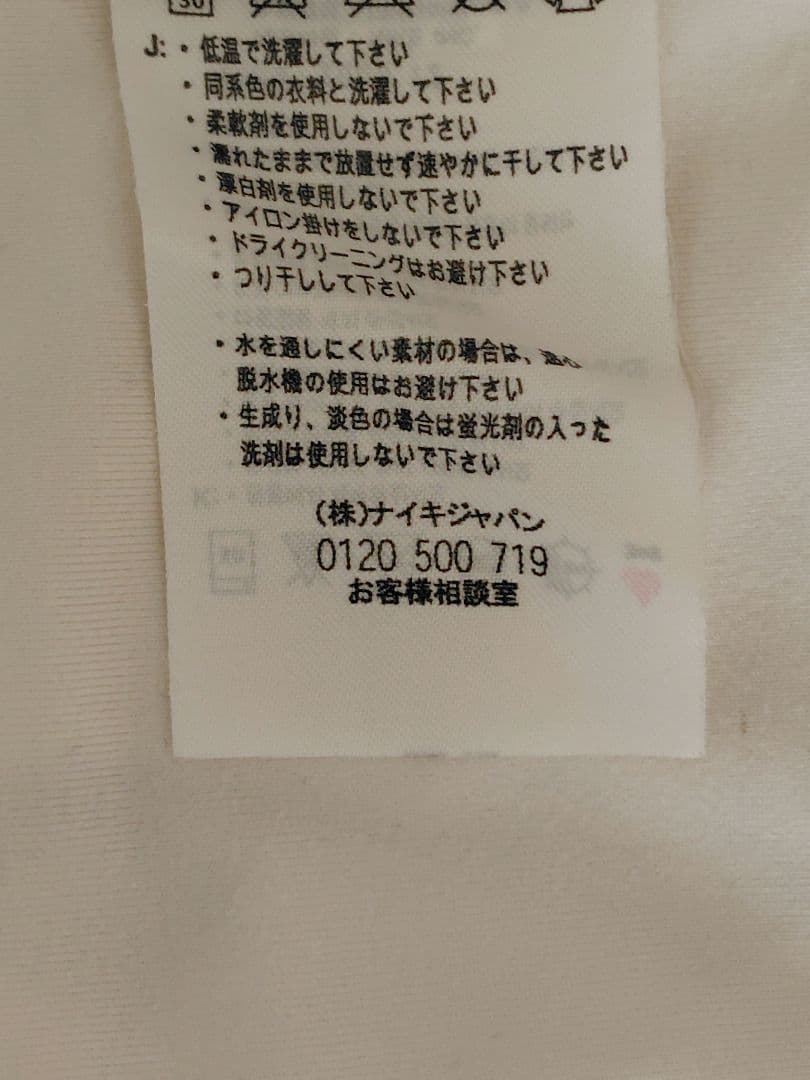 30
J: ・低温で洗濯して下さい
・同系色の衣料と洗濯して下さい
・柔軟剤を使用しないで下さい
・濡れたままで放置せず速やかに干して下さい
・漂白剤を使用しないで下さい
・アイロン掛けをしないで下さい
・ドライクリーニングはお避け下さい
・つり干しして下さい
・水を通しにくい素材の場合は、
脱水機の使用はお避け下さい
・生成り、淡色の場合は蛍光剤の入った
洗剤は使用しないで下さい
(株)ナイキジャパン
0120 500 719
お客様相談室